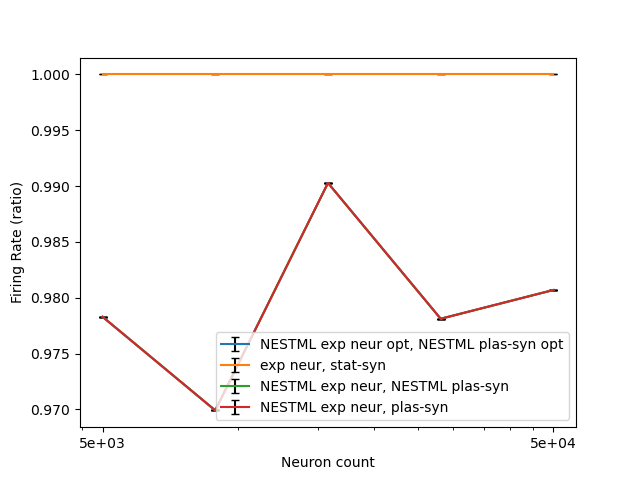 1.000
0.995
0.990
0.985
0.980
0.975
0.970
Firing Rate (ratio)
NESTML exp neur opt, NESTML plas-syn opt
exp neur, stat-syn
NESTML exp neur, NESTML plas-syn
NESTML exp neur, plas-syn
5e+03
5e+04
Neuron count